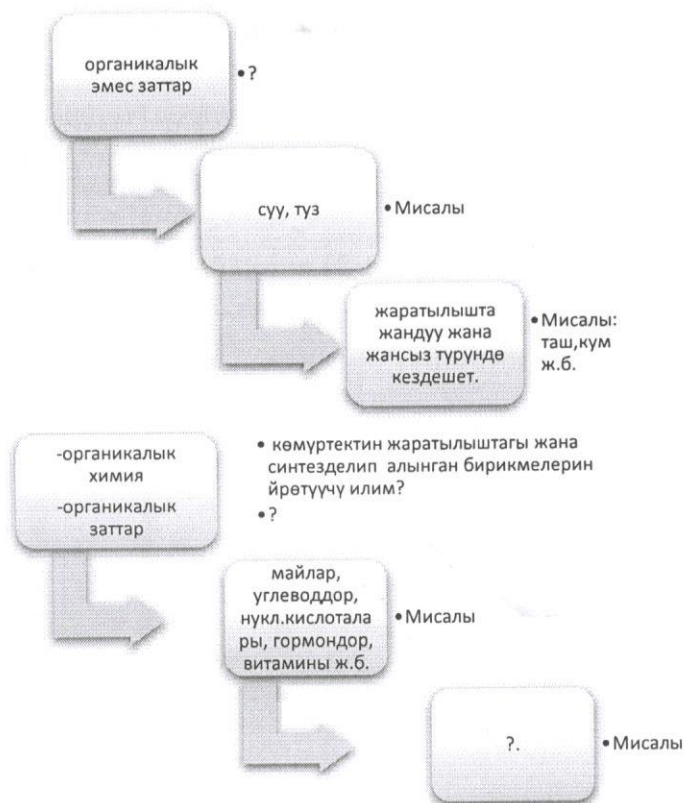 органикалык
эмес заттар
•?
суу, туз
•Мисалы
жаратылышта
жандуу жана
жансыз түрүндө
кездешет.
•Мисалы:
таш,кум
ж.б.
-органикалык
химия
-органикалык
заттар
• көмүртектин жаратылыштагы жана
синтезделип алынган бирикмелерин
йрөтүүчү илим?
•?
майлар,
углеводдор,
нукл.кислотала
ры, гормондор,
витамины ж.б.
•Мисалы
?.
•Мисалы